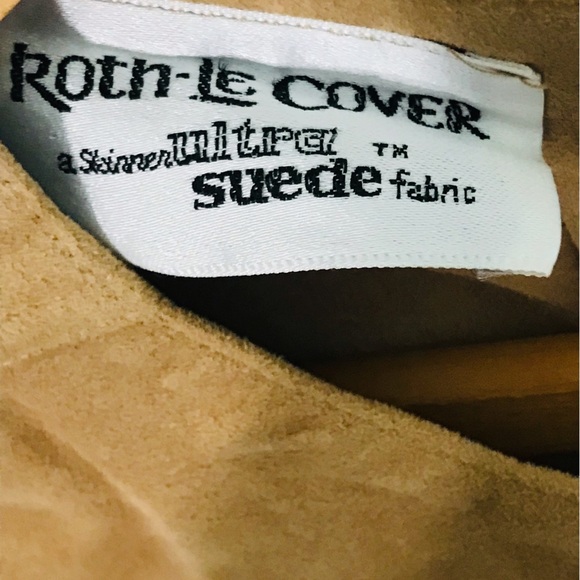 Roth-Le COVER
a Skinner ultra ™
suede fabric